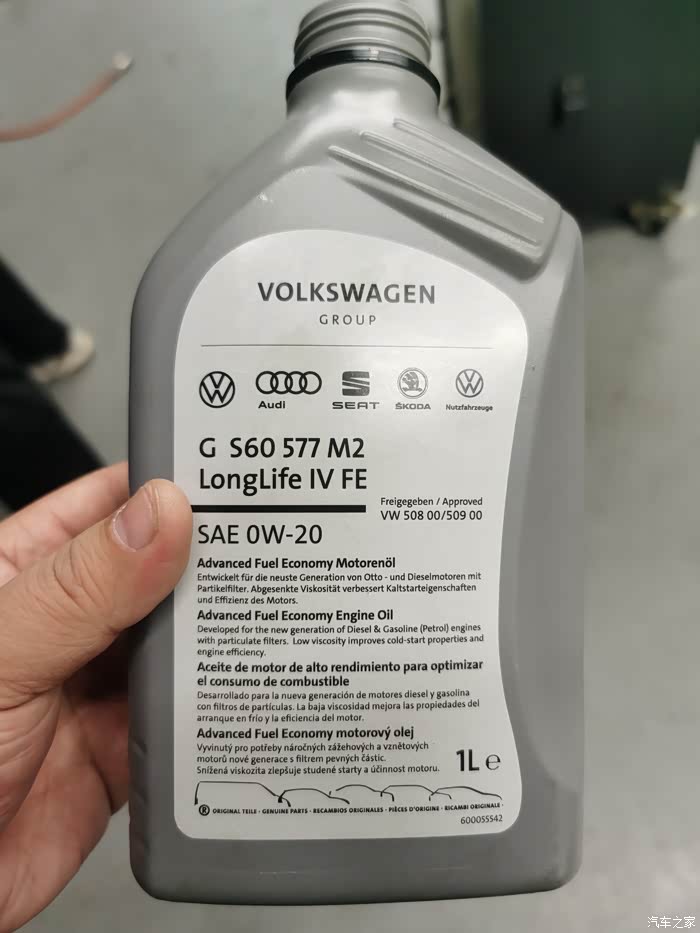 VOLKSWAGEN
GROUP
Audi
SEAT
ŠKODA
Nutzfahrzeuge
G S60 577 M2
LongLife IV FE
Freigegeben / Approved
VW 508 00/509 00
SAE 0W-20
Advanced Fuel Economy Motorenöl
Entwickelt für die neuste Generation von Otto - und Dieselmotoren mit
Partikelfilter. Abgesenkte Viskosität verbessert Kaltstarteigenschaften
und Effizienz des Motors.
Advanced Fuel Economy Engine Oil
Developed for the new generation of Diesel & Gasoline (Petrol) engines
with particulate filters. Low viscosity improves cold-start properties and
engine efficiency.
Aceite de motor de alto rendimiento para optimizar
el consumo de combustible
Desarrollado para la nueva generación de motores diesel y gasolina
con filtros de partículas. La baja viscosidad mejora las propiedades del
arranque en frío y la eficiencia del motor.
Advanced Fuel Economy motorový olej
Vyvinutý pro potřeby náročných zážehových a vznětových
motorů nové generace s filtrem pevných částic.
Snížená viskozita zlepšuje studené starty a účinnost motoru.
1L e
® ORIGINAL TEILE · GENUINE PARTS · RECAMBIOS ORIGINALES · PIÈCES D'ORIGINE · RICAMBI ORIGINALE ·
600055542
汽车之家